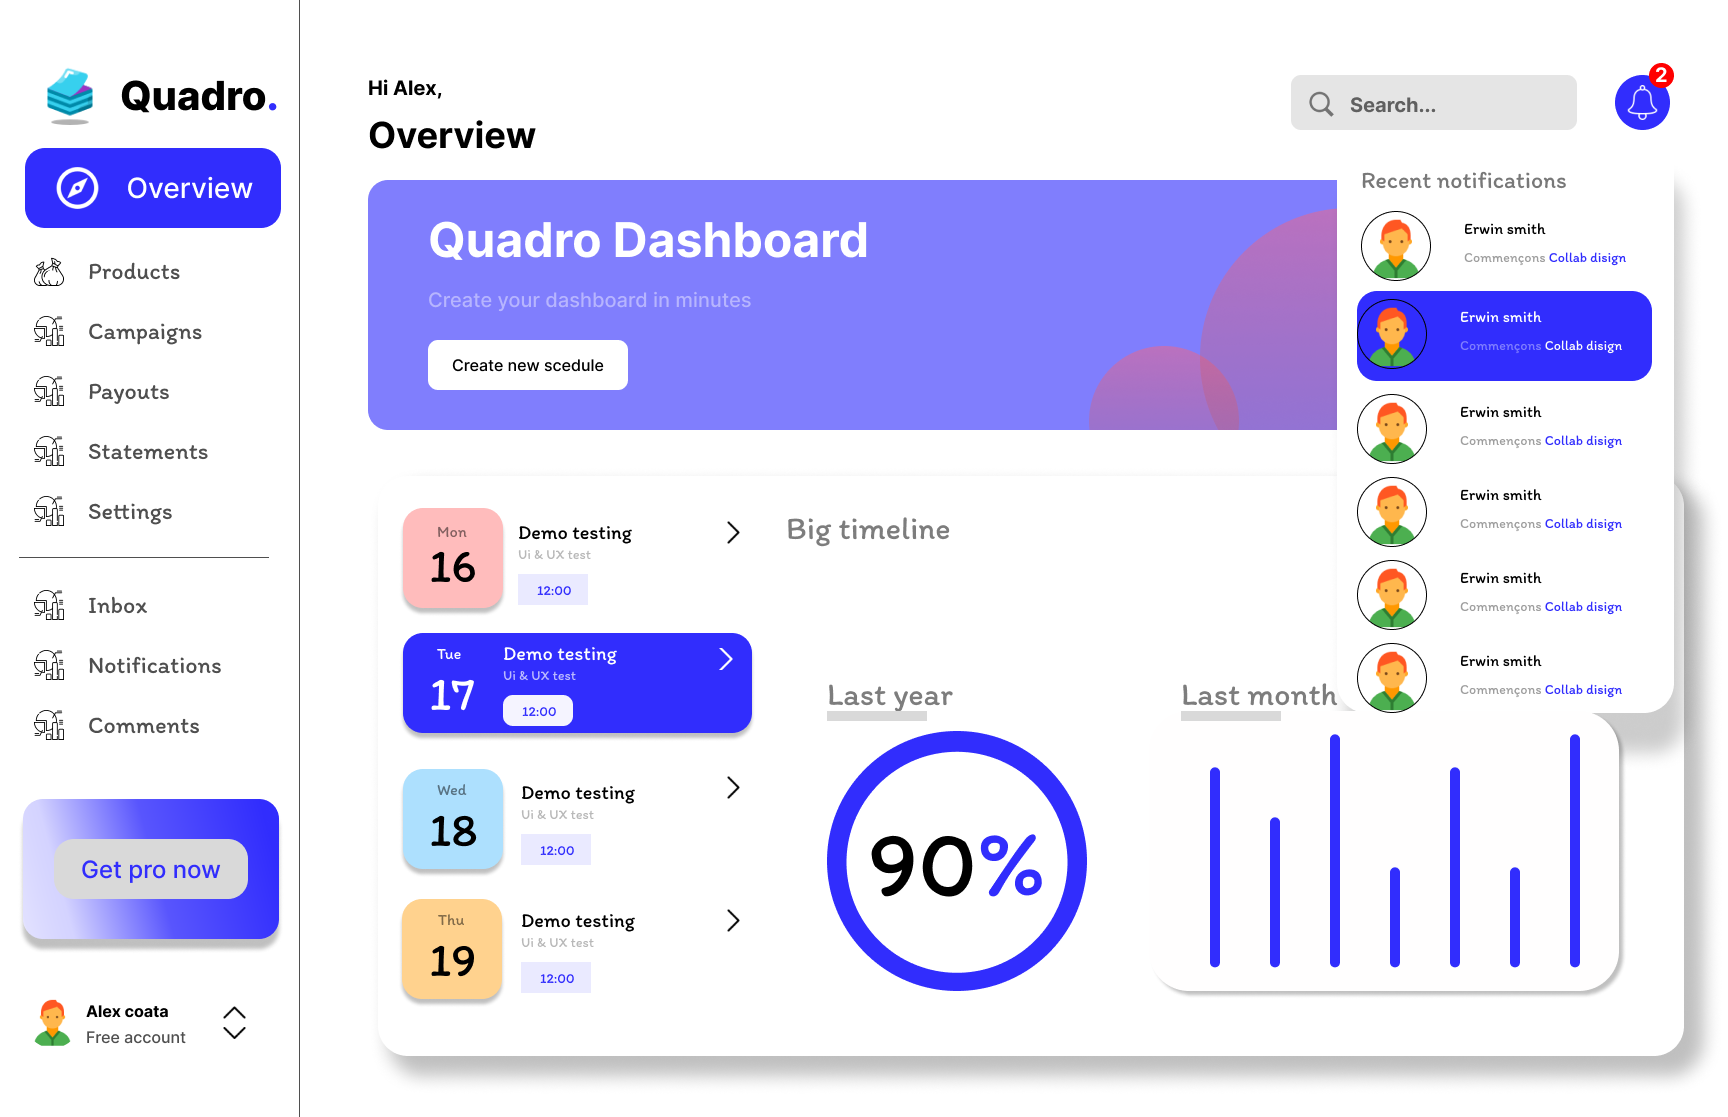 Quadro.
Overview
Products
Campaigns
Payouts
Statements
Settings
Inbox
Notifications
Comments
Get pro now
Alex coata
Free account
Hi Alex,
Overview
Search...
2
Quadro Dashboard
Create your dashboard in minutes
Create new scedule
Recent notifications
Erwin smith
Commençons Collab disign
Erwin smith
Commençons Collab disign
Erwin smith
Commençons Collab disign
Erwin smith
Commençons Collab disign
Erwin smith
Commençons Collab disign
Erwin smith
Commençons Collab disign
Mon
16
Demo testing
Ui & UX test
12:00
Tue
17
Demo testing
Ui & UX test
12:00
Wed
18
Demo testing
Ui & UX test
12:00
Thu
19
Demo testing
Ui & UX test
12:00
Big timeline
Last year
90%
Last month